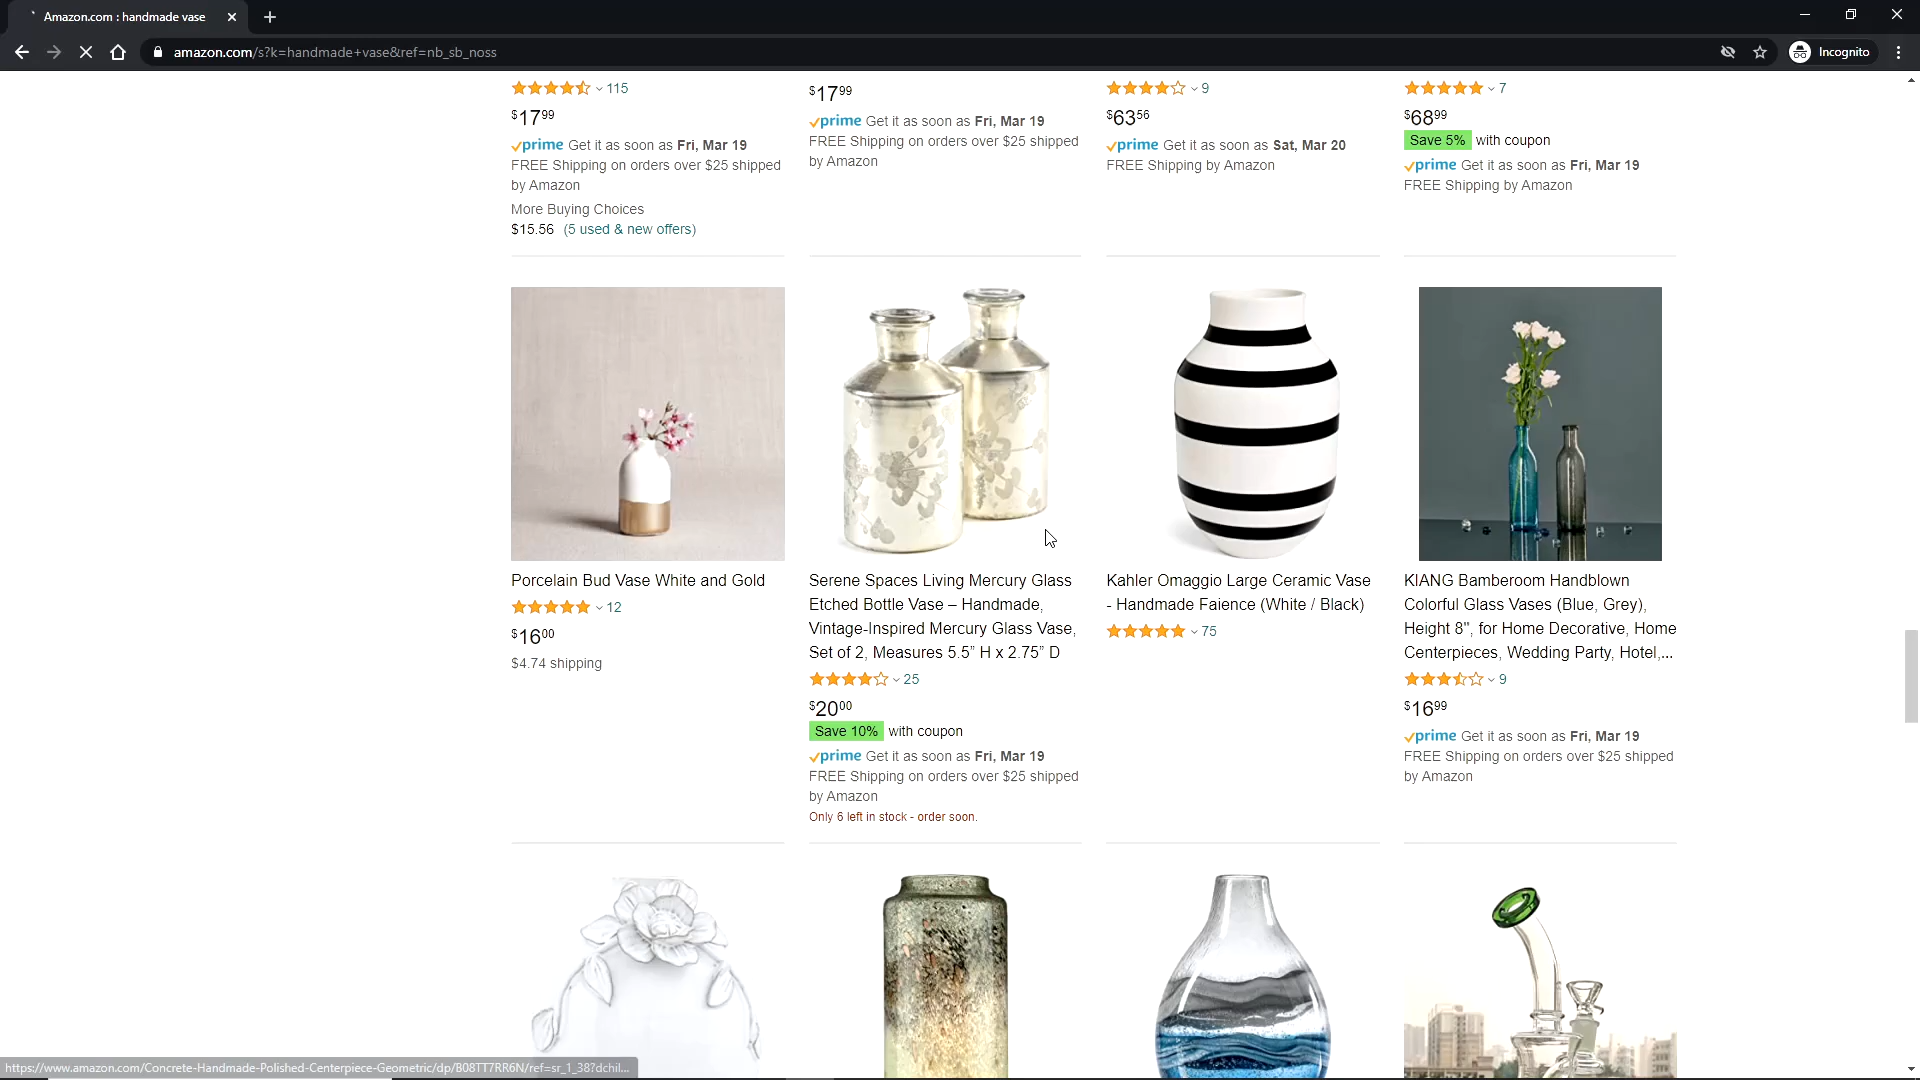 Amazon.com : handmade vase
amazon.com/s?k=handmade+vase&ref=nb_sb_noss
Incognito
115
$17.99
prime Get it as soon as Fri, Mar 19
FREE Shipping on orders over $25 shipped
by Amazon
More Buying Choices
$15.56 (5 used & new offers)
$17.99
prime Get it as soon as Fri, Mar 19
FREE Shipping on orders over $25 shipped
by Amazon
9
$63.56
prime Get it as soon as Sat, Mar 20
FREE Shipping by Amazon
7
$68.99
Save 5% with coupon
prime Get it as soon as Fri, Mar 19
FREE Shipping by Amazon
Porcelain Bud Vase White and Gold
12
$16.00
$4.74 shipping
Serene Spaces Living Mercury Glass
Etched Bottle Vase – Handmade,
Vintage-Inspired Mercury Glass Vase,
Set of 2, Measures 5.5” H x 2.75” D
25
$20.00
Save 10% with coupon
prime Get it as soon as Fri, Mar 19
FREE Shipping on orders over $25 shipped
by Amazon
Only 6 left in stock - order soon.
Kahler Omaggio Large Ceramic Vase
- Handmade Faience (White / Black)
75
KIANG Bamberoom Handblown
Colorful Glass Vases (Blue, Grey),
Height 8", for Home Decorative, Home
Centerpieces, Wedding Party, Hotel,...
9
$16.99
prime Get it as soon as Fri, Mar 19
FREE Shipping on orders over $25 shipped
by Amazon
https://www.amazon.com/Concrete-Handmade-Polished-Centerpiece-Geometric/dp/B08TT7RR6N/ref=sr_1_38?dchil...